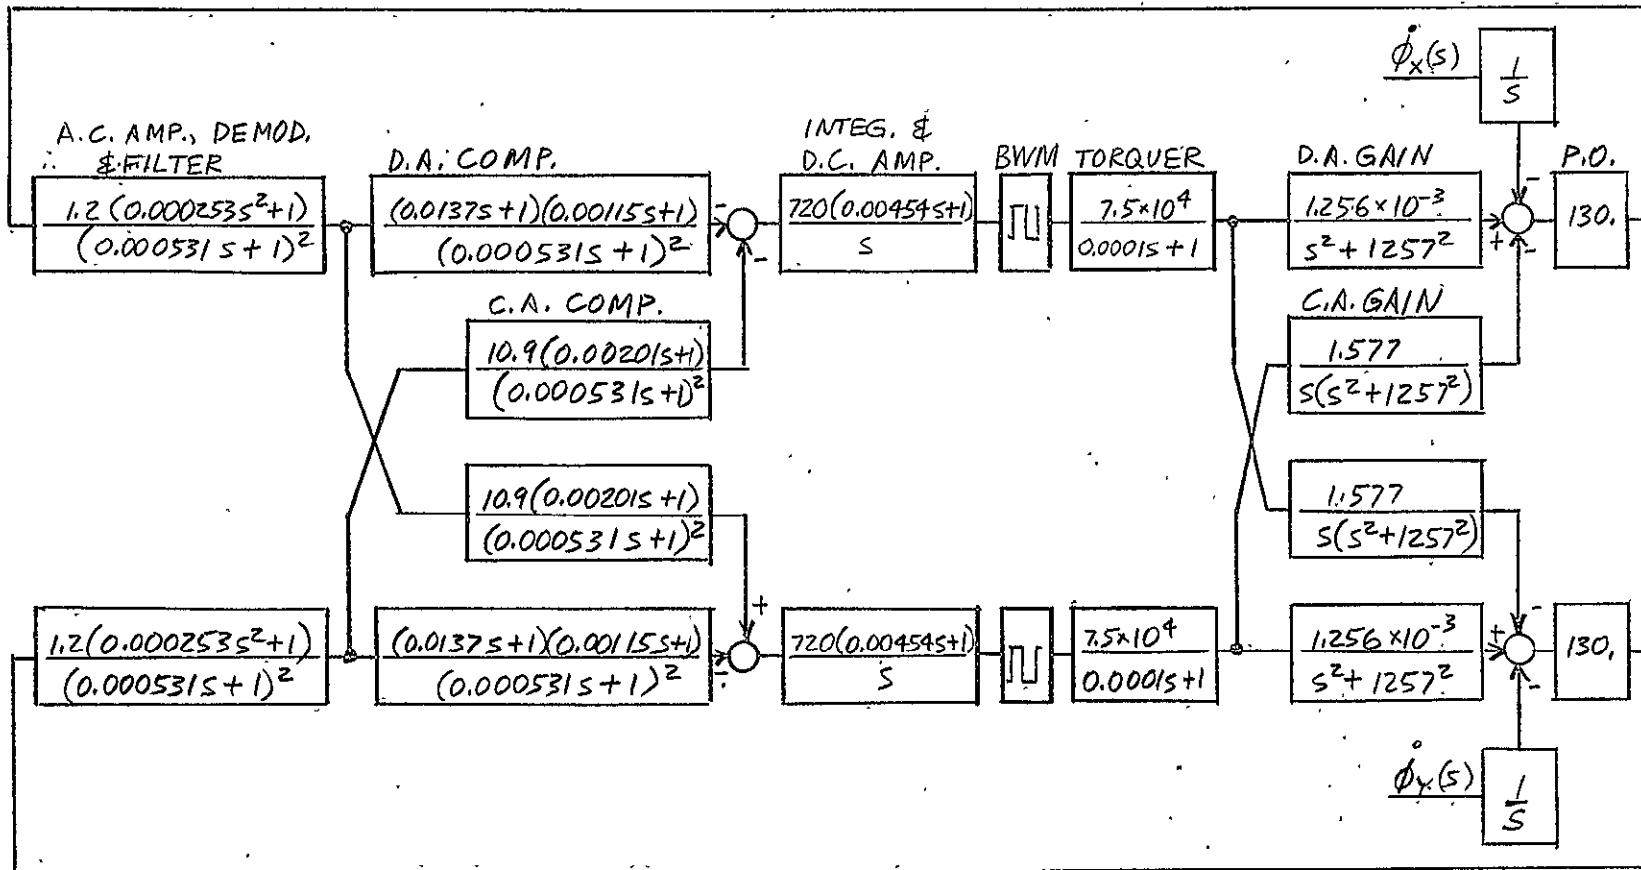 φ̇x(s)
1/s
A.C. AMP., DEMOD. & FILTER
D.A. COMP.
INTEG. & D.C. AMP.
BWM
TORQUER
D.A. GAIN
P.O.
1.2(0.000253s²+1)/(0.000531s+1)²
(0.0137s+1)(0.00115s+1)/(0.000531s+1)²
-
-
720(0.00454s+1)/s
7.5×10⁴/0.0001s+1
1.256×10⁻³/s²+1257²
-
+
-
130.
C.A. COMP.
C.A. GAIN
10.9(0.00201s+1)/(0.000531s+1)²
1.577/s(s²+1257²)
10.9(0.00201s+1)/(0.000531s+1)²
1.577/s(s²+1257²)
1.2(0.000253s²+1)/(0.000531s+1)²
(0.0137s+1)(0.00115s+1)/(0.000531s+1)²
+
-
720(0.00454s+1)/s
7.5×10⁴/0.0001s+1
1.256×10⁻³/s²+1257²
-
+
-
130.
φ̇y(s)
1/s